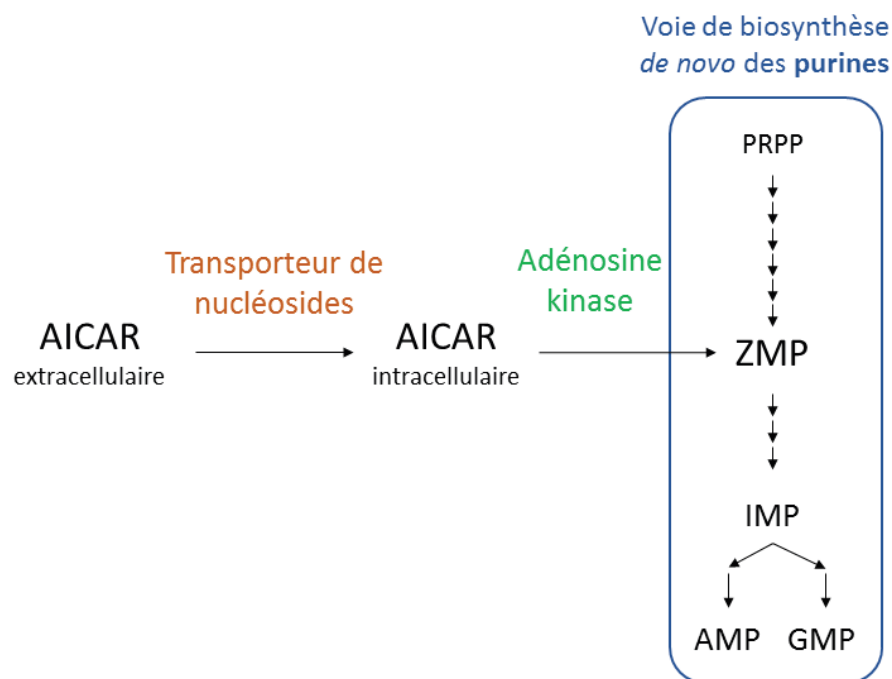 Voie de biosynthèse
de novo des purines
PRPP
Transporteur de
nucléosides
Adénosine
kinase
AICAR
extracellulaire
AICAR
intracellulaire
ZMP
IMP
AMP GMP